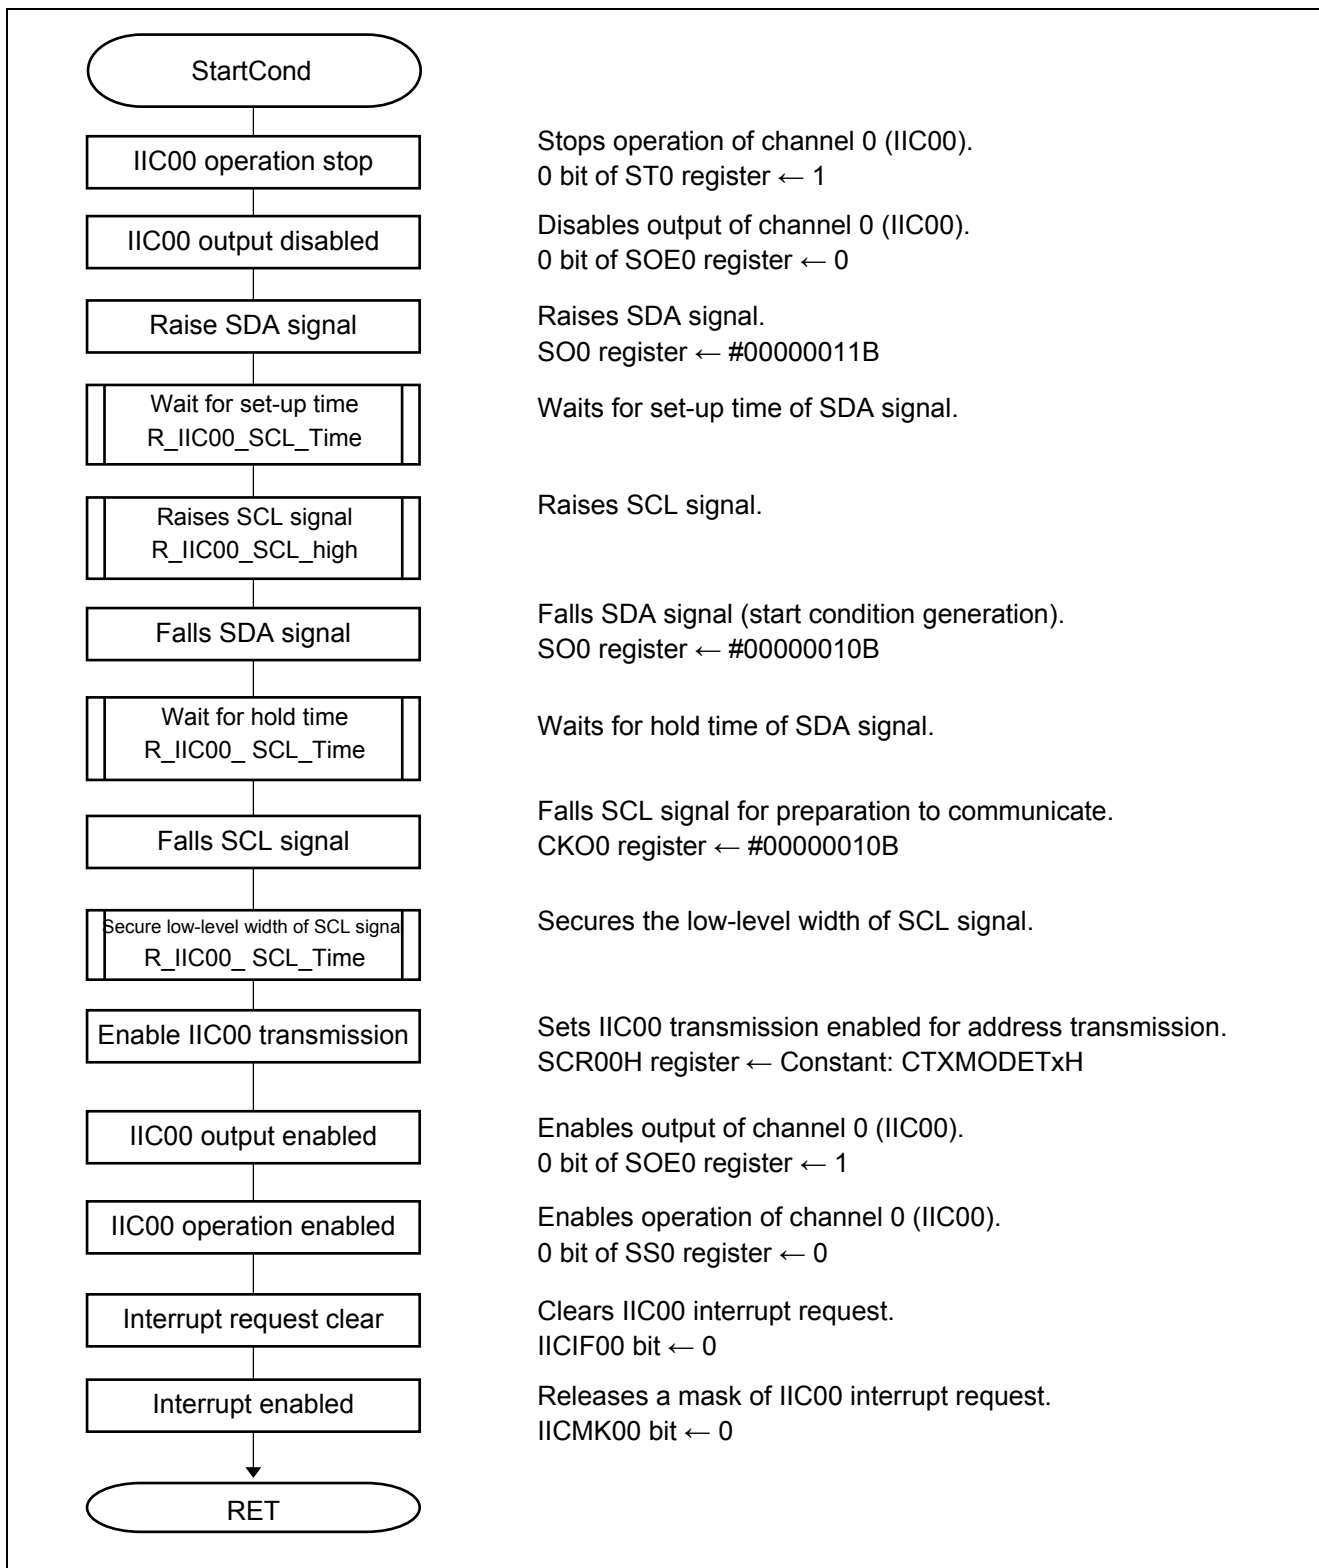 StartCond
IIC00 operation stop
Stops operation of channel 0 (IIC00).
0 bit of ST0 register ← 1
IIC00 output disabled
Disables output of channel 0 (IIC00).
0 bit of SOE0 register ← 0
Raise SDA signal
Raises SDA signal.
SO0 register ← #00000011B
Wait for set-up time
R_IIC00_SCL_Time
Waits for set-up time of SDA signal.
Raises SCL signal
R_IIC00_SCL_high
Raises SCL signal.
Falls SDA signal
Falls SDA signal (start condition generation).
SO0 register ← #00000010B
Wait for hold time
R_IIC00_ SCL_Time
Waits for hold time of SDA signal.
Falls SCL signal
Falls SCL signal for preparation to communicate.
CKO0 register ← #00000010B
Secure low-level width of SCL signal
R_IIC00_ SCL_Time
Secures the low-level width of SCL signal.
Enable IIC00 transmission
Sets IIC00 transmission enabled for address transmission.
SCR00H register ← Constant: CTXMODETxH
IIC00 output enabled
Enables output of channel 0 (IIC00).
0 bit of SOE0 register ← 1
IIC00 operation enabled
Enables operation of channel 0 (IIC00).
0 bit of SS0 register ← 0
Interrupt request clear
Clears IIC00 interrupt request.
IICIF00 bit ← 0
Interrupt enabled
Releases a mask of IIC00 interrupt request.
IICMK00 bit ← 0
RET